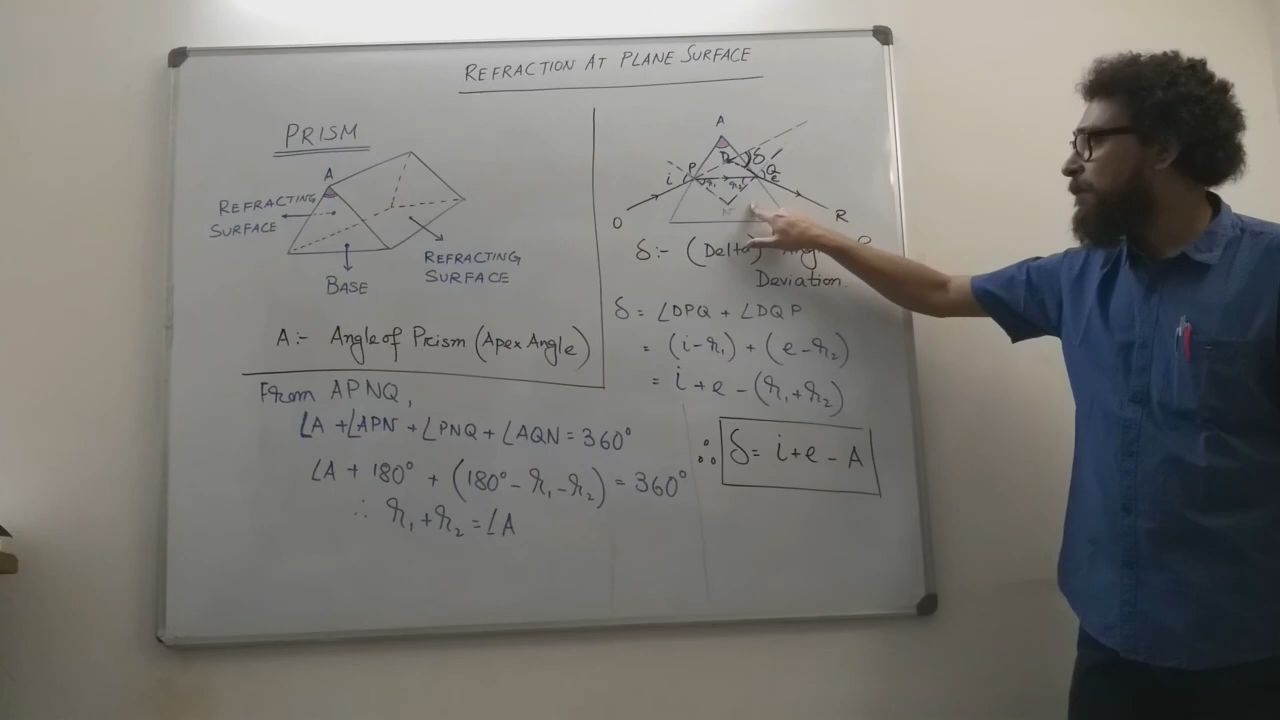 REFRACTION AT PLANE SURFACE
PRISM
A
REFRACTING
SURFACE
REFRACTING
SURFACE
BASE
A :- Angle of Prism (Apex Angle)
From APNQ,
∠A + ∠APN + ∠PNQ + ∠AQN = 360°
∠A + 180° + (180° - r₁ - r₂) = 360°
∴ r₁ + r₂ = ∠A
A
D
δ
P
Q
i
r₁
r₂
e
N
O
R
δ :- (Delta)
Deviation
δ = ∠DPQ + ∠DQP
= (i - r₁) + (e - r₂)
= i + e - (r₁ + r₂)
∴ δ = i + e - A